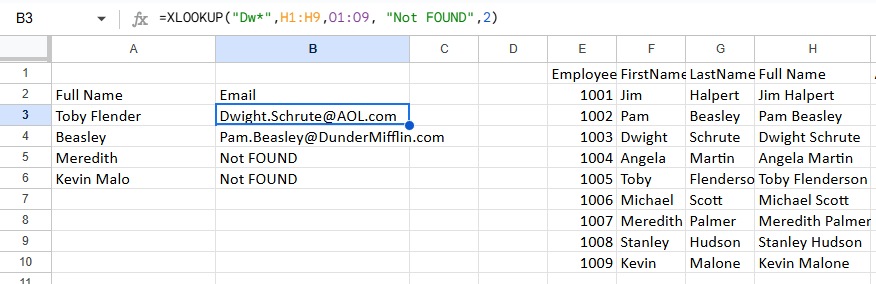 B3 fx =XLOOKUP("Dw*",H1:H9,O1:O9, "Not FOUND",2)
A B C D E F G H
1 Employee FirstName LastName Full Name
2 Full Name Email 1001 Jim Halpert Jim Halpert
3 Toby Flender Dwight.Schrute@AOL.com 1002 Pam Beasley Pam Beasley
4 Beasley Pam.Beasley@DunderMifflin.com 1003 Dwight Schrute Dwight Schrute
5 Meredith Not FOUND 1004 Angela Martin Angela Martin
6 Kevin Malo Not FOUND 1005 Toby Flenderso Toby Flenderson
7 1006 Michael Scott Michael Scott
8 1007 Meredith Palmer Meredith Palmer
9 1008 Stanley Hudson Stanley Hudson
10 1009 Kevin Malone Kevin Malone
11